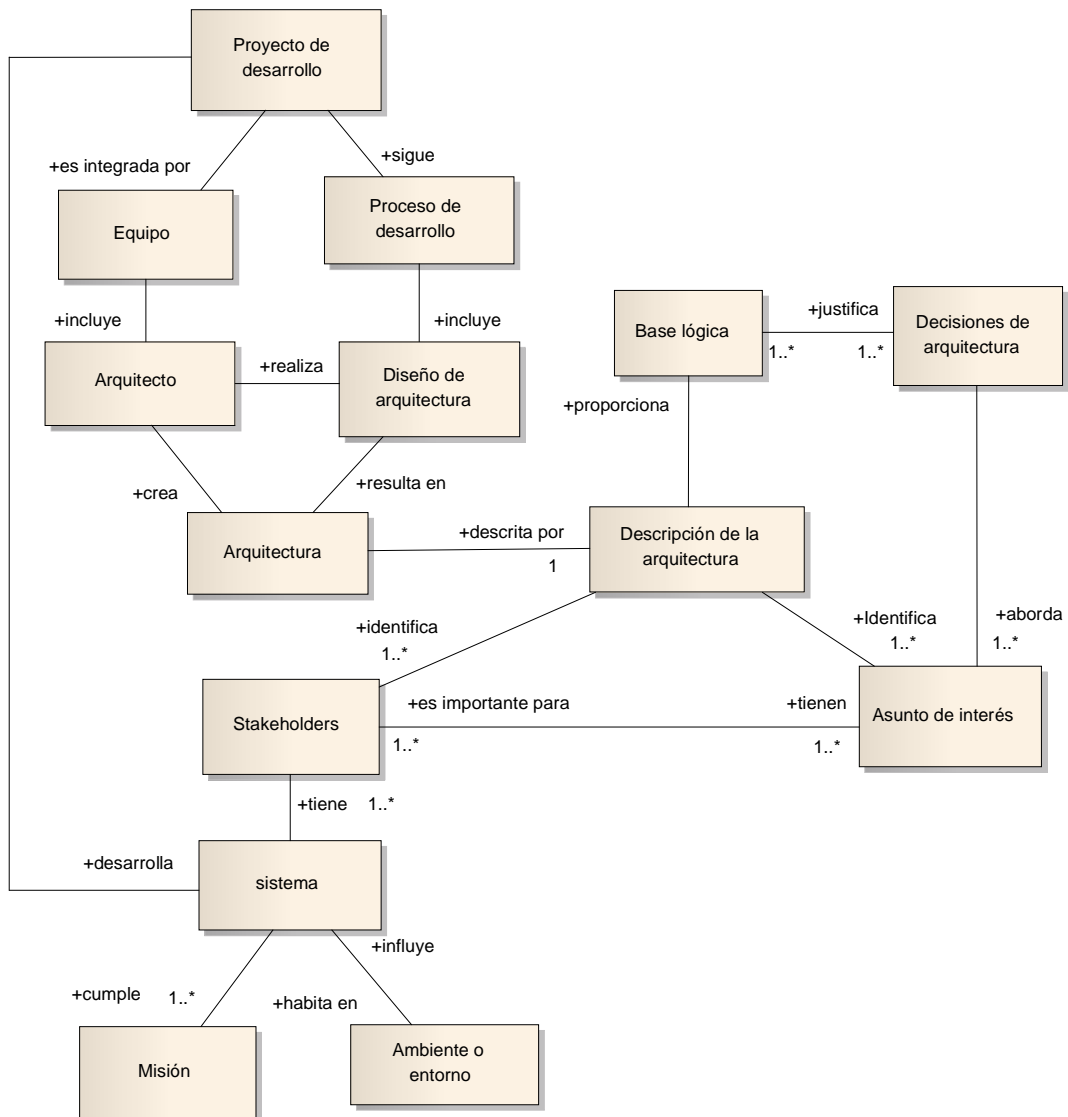 Proyecto de
desarrollo
+es integrada por
+sigue
Equipo
Proceso de
desarrollo
+incluye
+incluye
Arquitecto
+realiza
Diseño de
arquitectura
+crea
+resulta en
Arquitectura
Base lógica
+justifica
1..*
1..*
Decisiones de
arquitectura
+proporciona
+descrita por
1
Descripción de la
arquitectura
+identifica
1..*
+Identifica
1..*
+aborda
1..*
Stakeholders
+es importante para
1..*
+tienen
1..*
Asunto de interés
+tiene
1..*
+desarrolla
sistema
+influye
+cumple
1..*
+habita en
Misión
Ambiente o
entorno